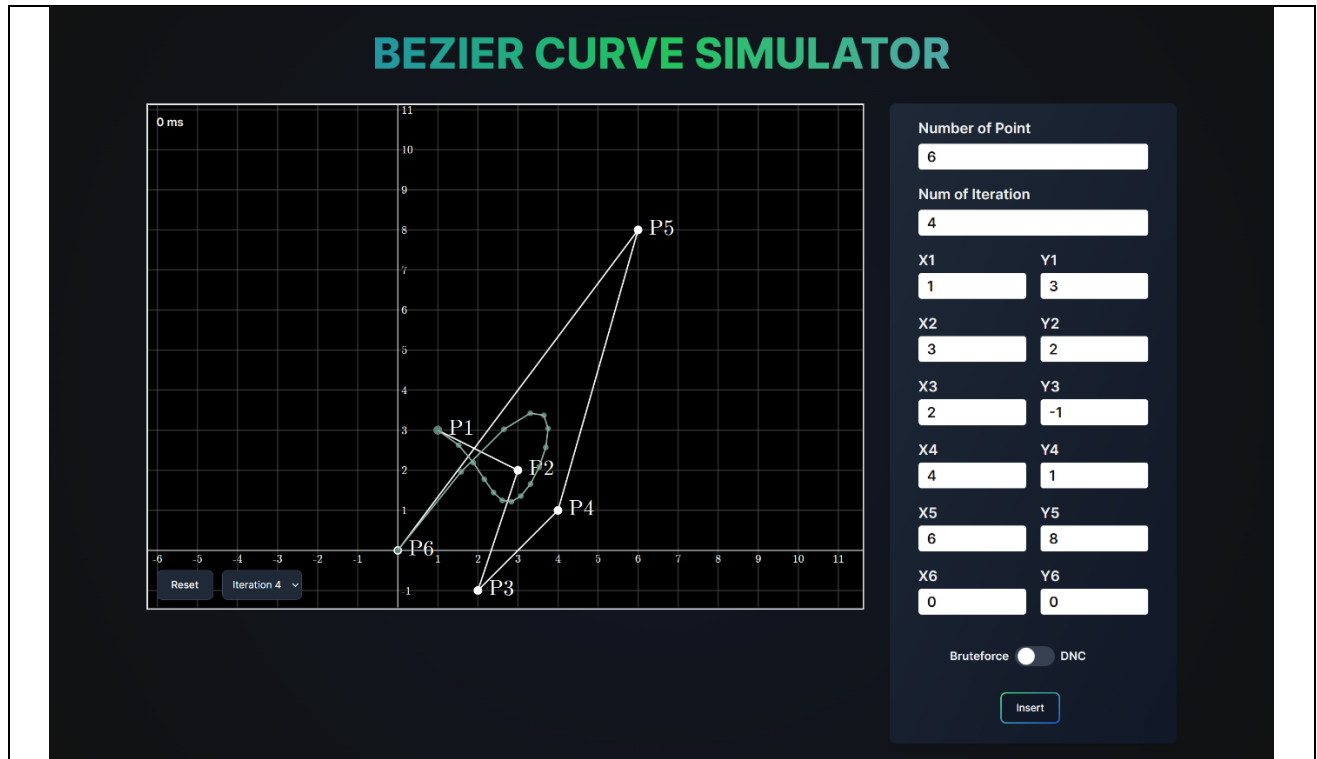 BEZIER CURVE SIMULATOR
0 ms
11
10
9
8
7
6
5
4
3
2
1
-1
-6 -5 -4 -3 -2 -1 1 2 3 4 5 6 7 8 9 10 11
P5
P1
P2
P4
P6
P3
Reset Iteration 4
Number of Point
6
Num of Iteration
4
X1 Y1
1 3
X2 Y2
3 2
X3 Y3
2 -1
X4 Y4
4 1
X5 Y5
6 8
X6 Y6
0 0
Bruteforce DNC
Insert